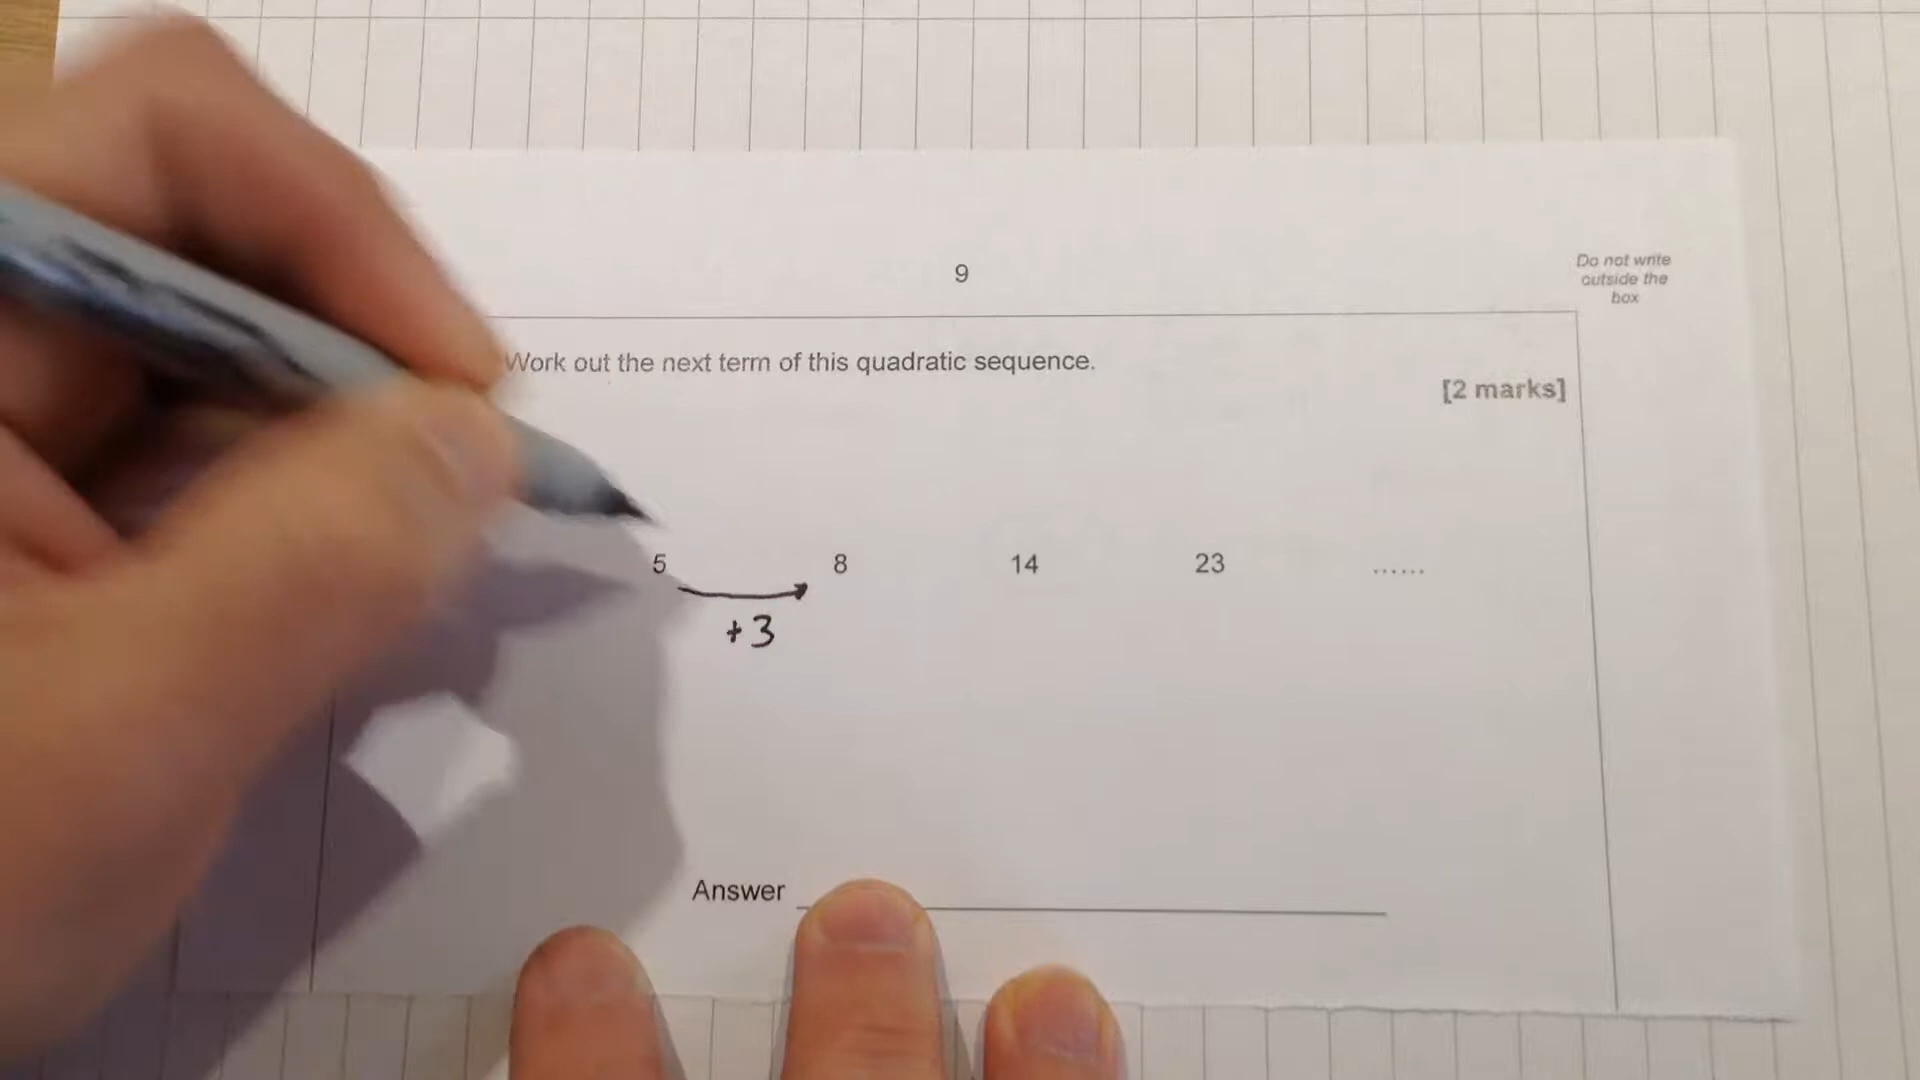 9
Do not write
outside the
box
Work out the next term of this quadratic sequence.
[2 marks]
5 8 14 23 ......
+3
Answer